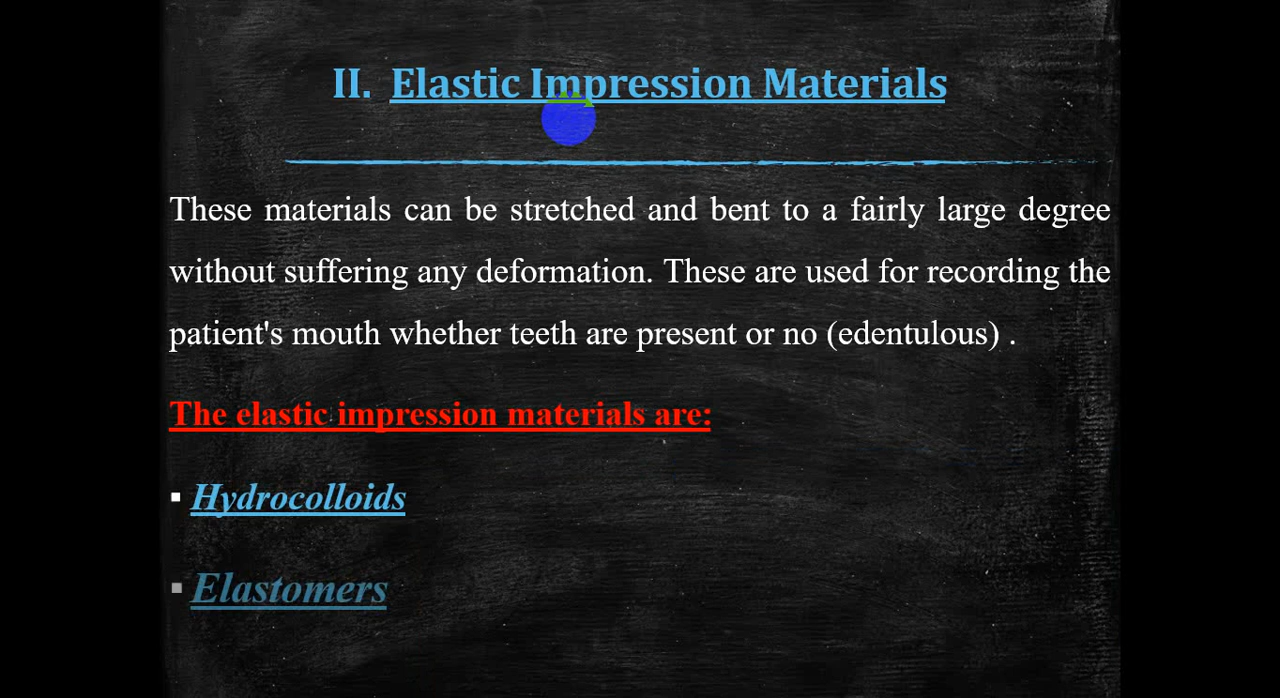 II. Elastic Impression Materials
These materials can be stretched and bent to a fairly large degree
without suffering any deformation. These are used for recording the
patient's mouth whether teeth are present or no (edentulous) .
The elastic impression materials are:
▪ Hydrocolloids
▪ Elastomers